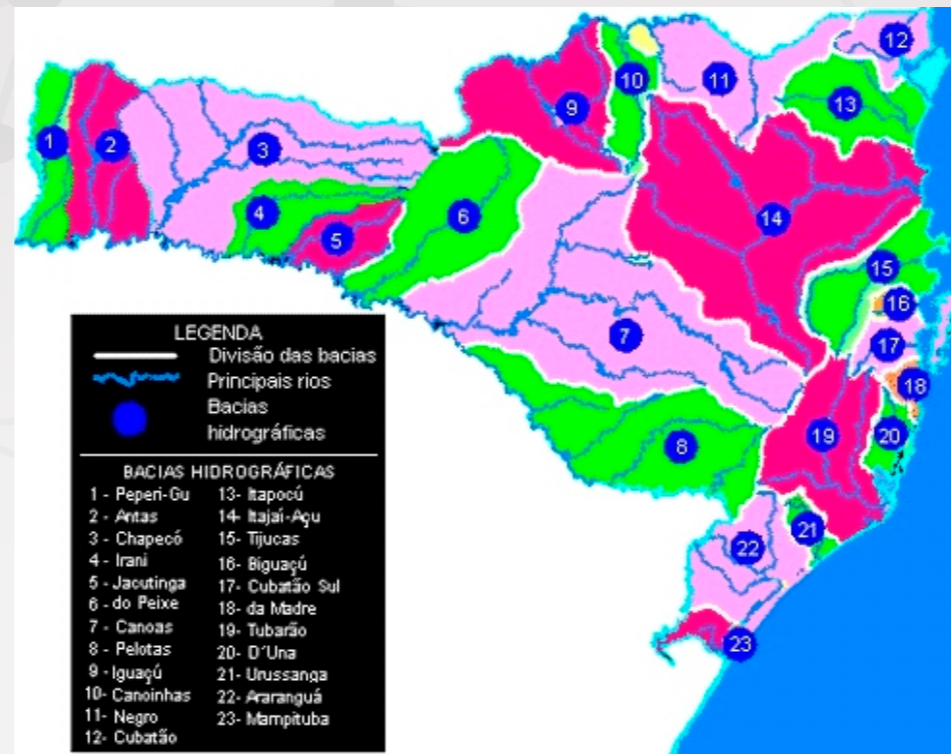 1
2
3
4
5
6
7
8
9
10
11
12
13
14
15
16
17
18
19
20
21
22
23
LEGENDA
Divisão das bacias
Principais rios
Bacias
hidrográficas
BACIAS HIDROGRÁFICAS
1 - Peperi-Gu
2 - Antas
3 - Chapecó
4 - Irani
5 - Jacutinga
6 - do Peixe
7 - Canoas
8 - Pelotas
9 - Iguaçú
10- Canoinhas
11- Negro
12- Cubatão
13- Itapocú
14- Itajaí-Açu
15- Tijucas
16- Biguaçú
17- Cubatão Sul
18- da Madre
19- Tubarão
20- D'Una
21- Urussanga
22- Araranguá
23- Mampituba